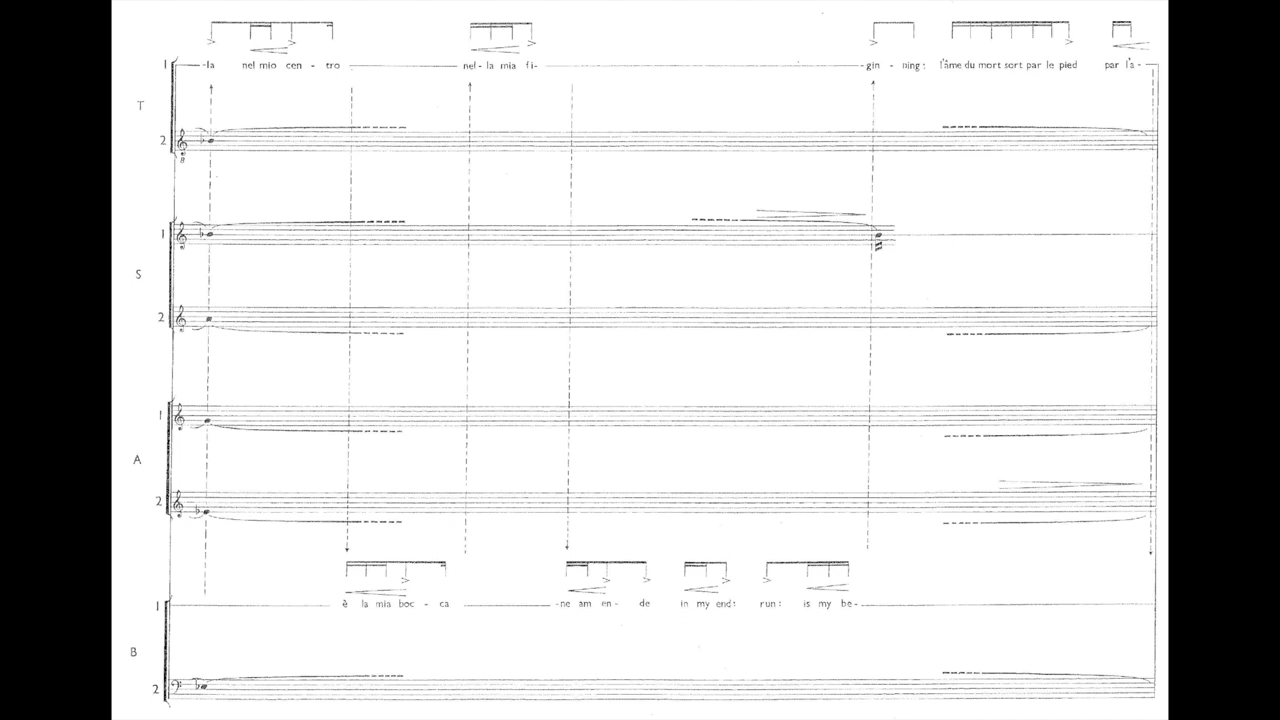 1 -la nel mio cen - tro nel - la mia fi- -gin - ning: l'âme du mort sort par le pied par l'a-
T
2
1
S
2
1
A
2
1 è la mia boc - ca -ne am en - de in my end: run: is my be-
B
2